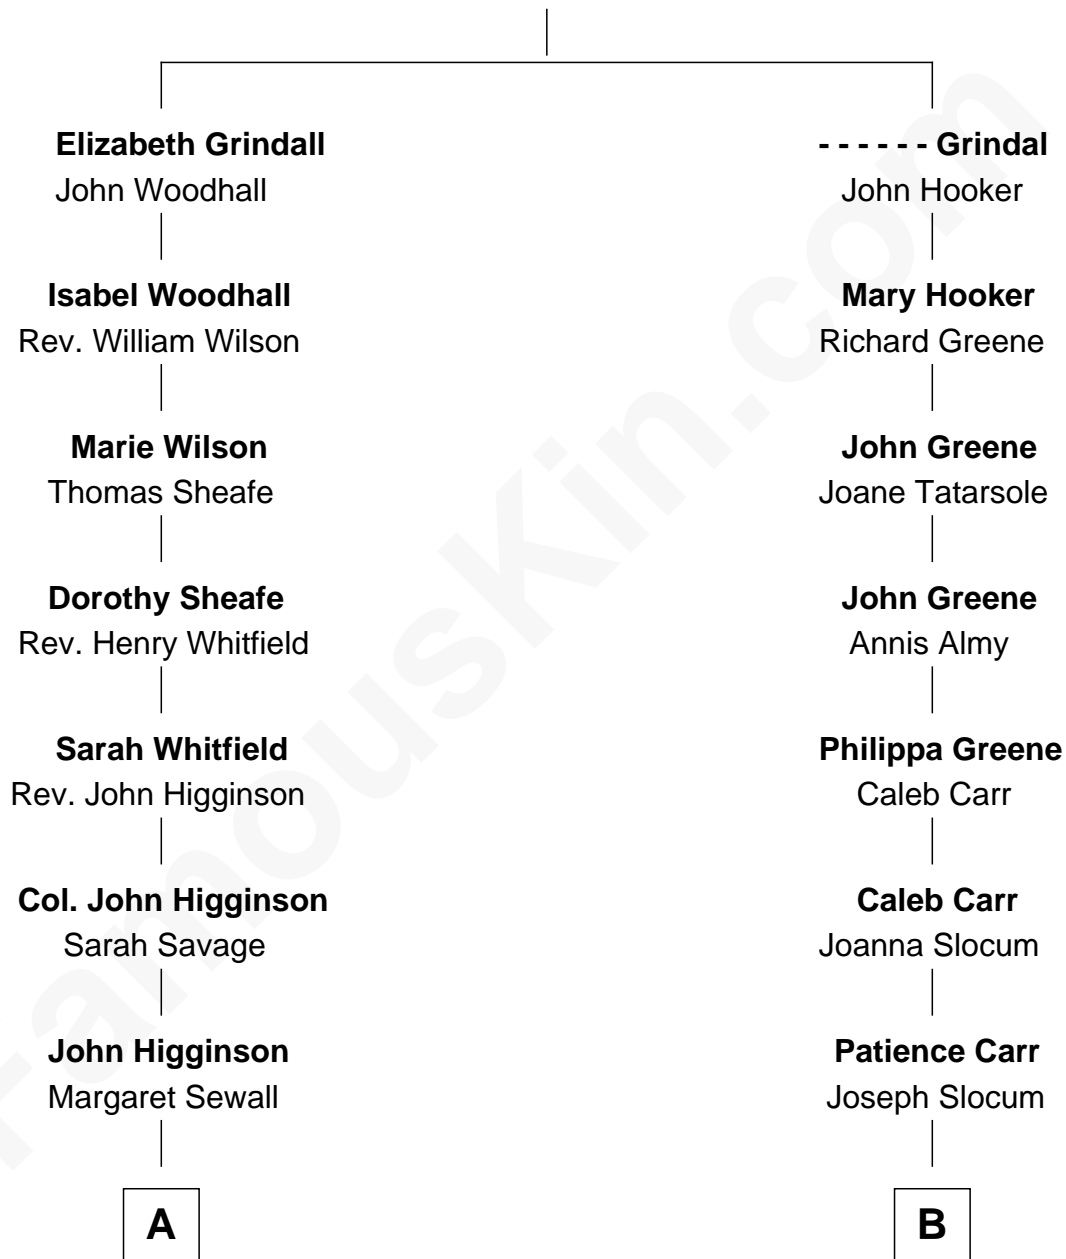 Elizabeth Grindall
John Woodhall
Isabel Woodhall
Rev. William Wilson
Marie Wilson
Thomas Sheafe
Dorothy Sheafe
Rev. Henry Whitfield
Sarah Whitfield
Rev. John Higginson
Col. John Higginson
Sarah Savage
John Higginson
Margaret Sewall
A
- - - - - - Grindal
John Hooker
Mary Hooker
Richard Greene
John Greene
Joane Tatarsole
John Greene
Annis Almy
Philippa Greene
Caleb Carr
Caleb Carr
Joanna Slocum
Patience Carr
Joseph Slocum
B
FamousKin.com